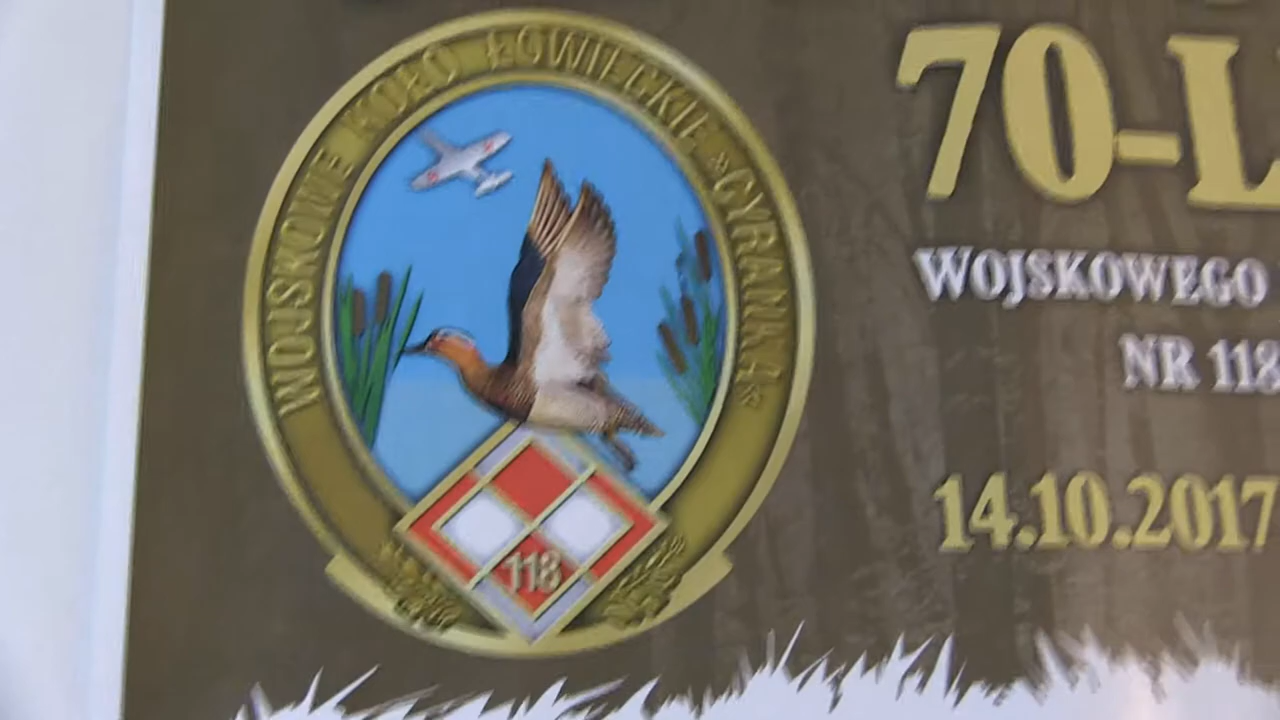 WOJSKOWE KOŁO ŁOWIECKIE »CYRANKA«
118
70-L
WOJSKOWEGO
NR 118
14.10.2017